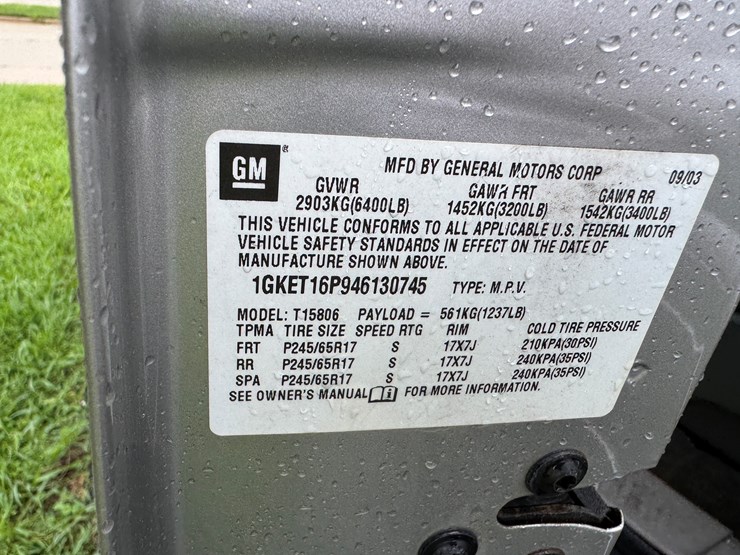 GM ®
MFD BY GENERAL MOTORS CORP 09/03
GVWR GAWR FRT GAWR RR
2903KG(6400LB) 1452KG(3200LB) 1542KG(3400LB)
THIS VEHICLE CONFORMS TO ALL APPLICABLE U.S. FEDERAL MOTOR
VEHICLE SAFETY STANDARDS IN EFFECT ON THE DATE OF
MANUFACTURE SHOWN ABOVE.
1GKET16P946130745 TYPE: M.P.V.
MODEL: T15806 PAYLOAD = 561KG(1237LB)
TPMA TIRE SIZE SPEED RTG RIM COLD TIRE PRESSURE
FRT P245/65R17 S 17X7J 210KPA(30PSI)
RR P245/65R17 S 17X7J 240KPA(35PSI)
SPA P245/65R17 S 17X7J 240KPA(35PSI)
SEE OWNER'S MANUAL i FOR MORE INFORMATION.